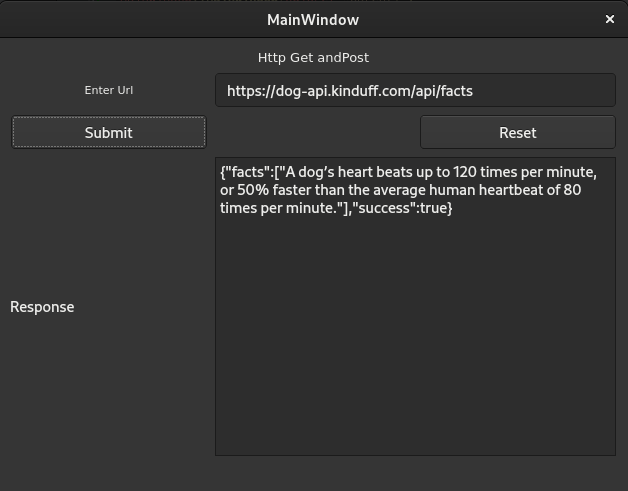 MainWindow
Http Get andPost
Enter Url
https://dog-api.kinduff.com/api/facts
Submit
Reset
{"facts":["A dog’s heart beats up to 120 times per minute,
or 50% faster than the average human heartbeat of 80
times per minute."],"success":true}
Response